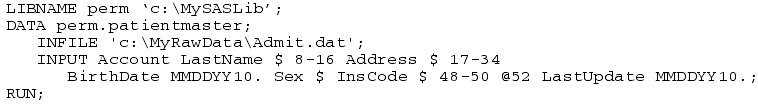 LIBNAME perm ‘c:\MySASLib’;
DATA perm.patientmaster;
   INFILE 'c:\MyRawData\Admit.dat';
   INPUT Account LastName $ 8-16 Address $ 17-34
      BirthDate MMDDYY10. Sex $ InsCode $ 48-50 @52 LastUpdate MMDDYY10.;
RUN;